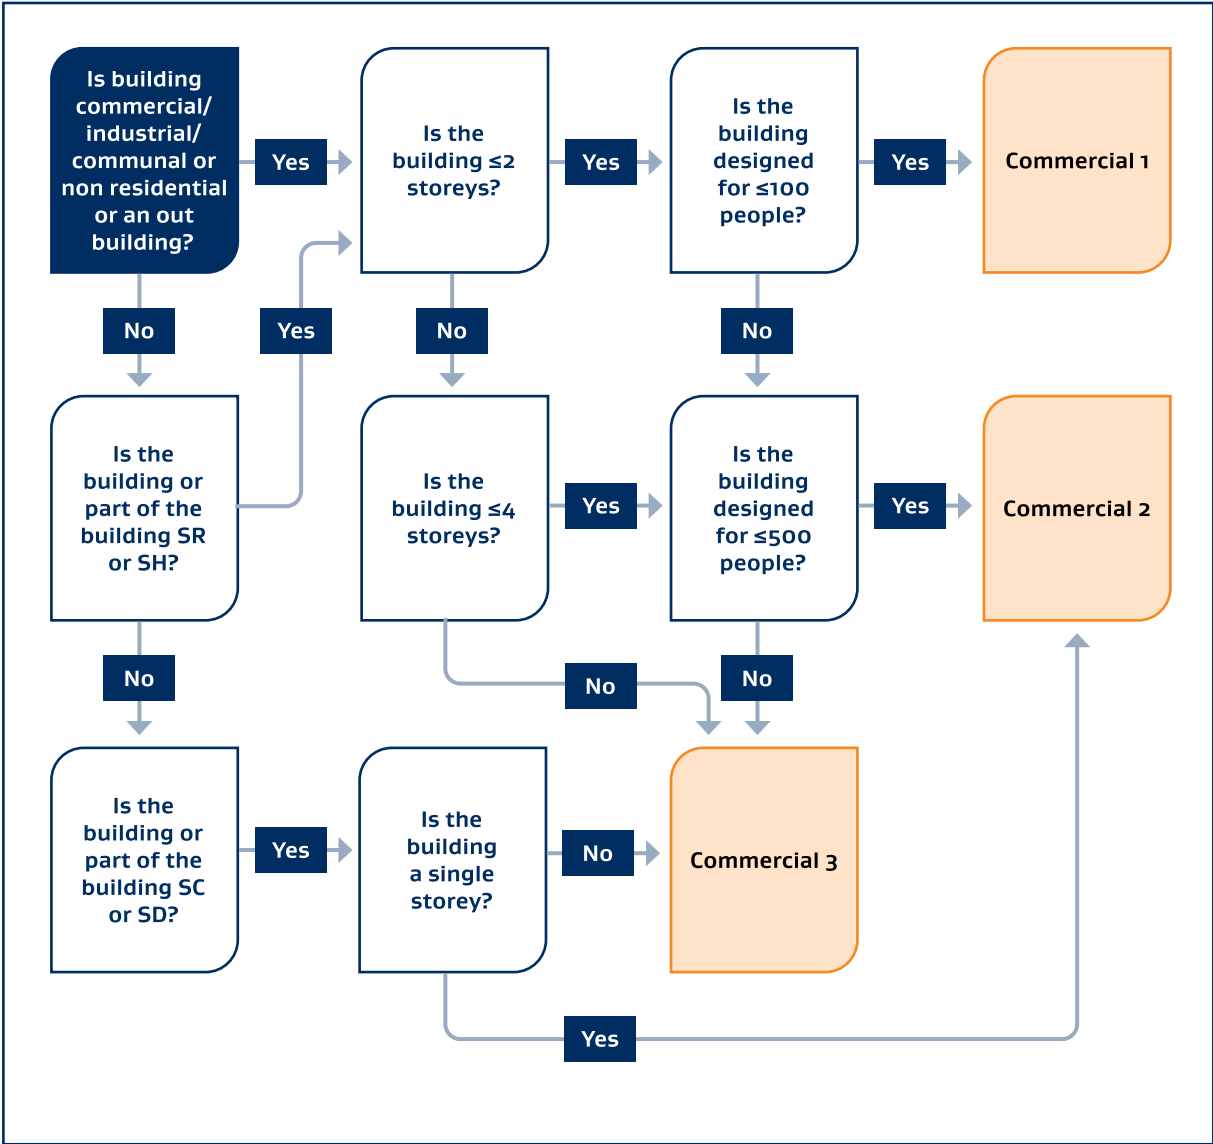 Is building
commercial/
industrial/
communal or
non residential
or an out
building?
Yes
Is the
building ≤2
storeys?
Yes
Is the
building
designed
for ≤100
people?
Yes
Commercial 1
No
Yes
No
No
Is the
building or
part of the
building SR
or SH?
Is the
building ≤4
storeys?
Yes
Is the
building
designed
for ≤500
people?
Yes
Commercial 2
No
No
No
Is the
building or
part of the
building SC
or SD?
Yes
Is the
building
a single
storey?
No
Commercial 3
Yes